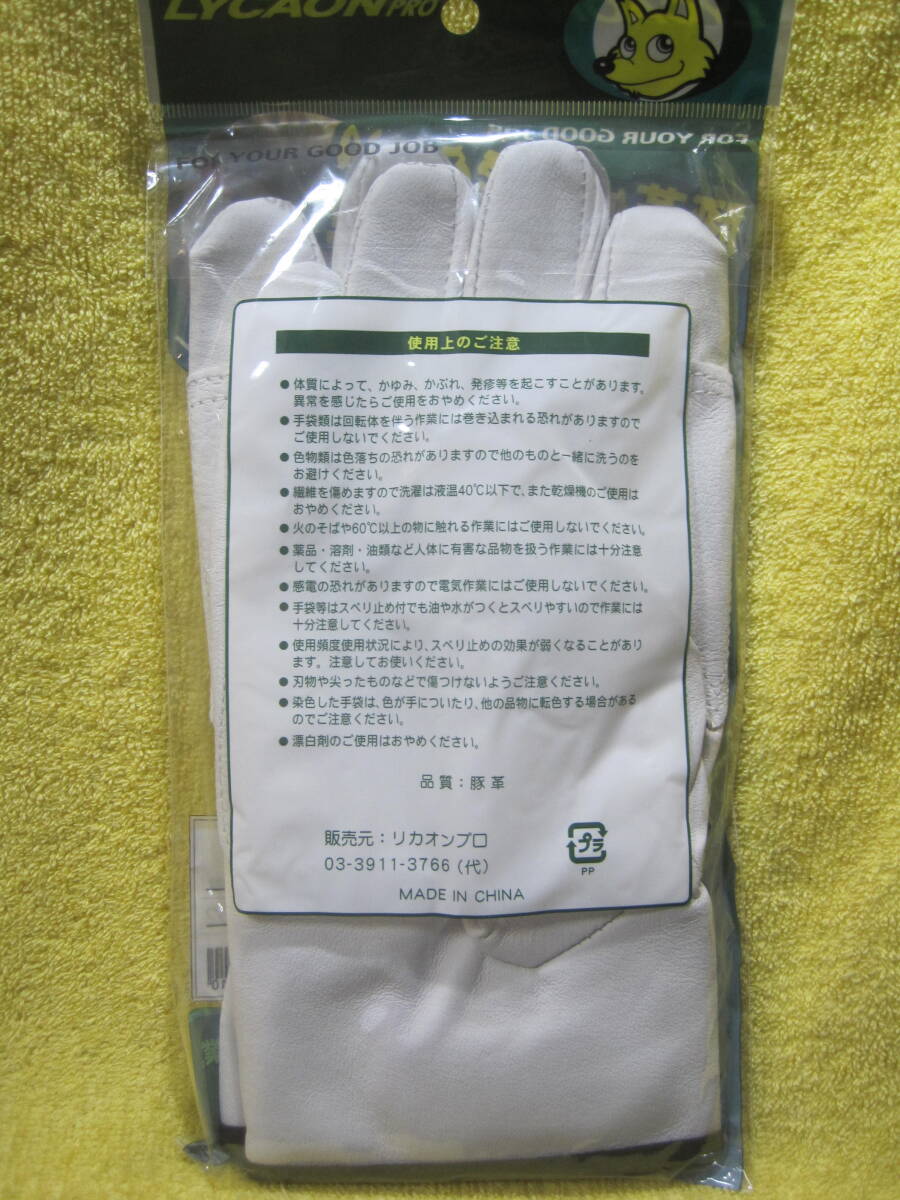 LYCAON PRO
FOR YOUR GOOD JOB
FOR YOUR GOOD JOB
使用上のご注意
●体質によって、かゆみ、かぶれ、発疹等を起こすことがあります。
異常を感じたらご使用をおやめください。
●手袋類は回転体を伴う作業には巻き込まれる恐れがありますので
ご使用しないでください。
●色物類は色落ちの恐れがありますので他のものと一緒に洗うのを
お避けください。
●繊維を傷めますので洗濯は液温40℃以下で、また乾燥機のご使用は
おやめください。
●火のそばや60℃以上の物に触れる作業にはご使用しないでください。
●薬品・溶剤・油類など人体に有害な品物を扱う作業には十分注意
してください。
●感電の恐れがありますので電気作業にはご使用しないでください。
●手袋等はスベリ止め付でも油や水がつくとスベリやすいので作業には
十分注意してください。
●使用頻度使用状況により、スベリ止めの効果が弱くなることがあり
ます。注意してお使いください。
●刃物や尖ったものなどで傷つけないようご注意ください。
●染色した手袋は、色が手についたり、他の品物に転色する場合がある
のでご注意ください。
●漂白剤のご使用はおやめください。
品質：豚革
販売元：リカオンプロ
03-3911-3766（代）
プラ
PP
MADE IN CHINA